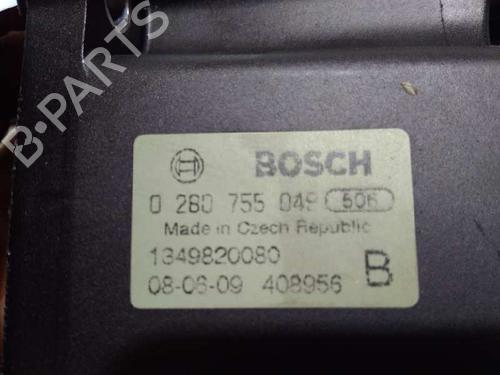 B-PARTS
BOSCH
0 280 755 049 506
Made in Czech Republic
1349820080
08-06-09 408956 B